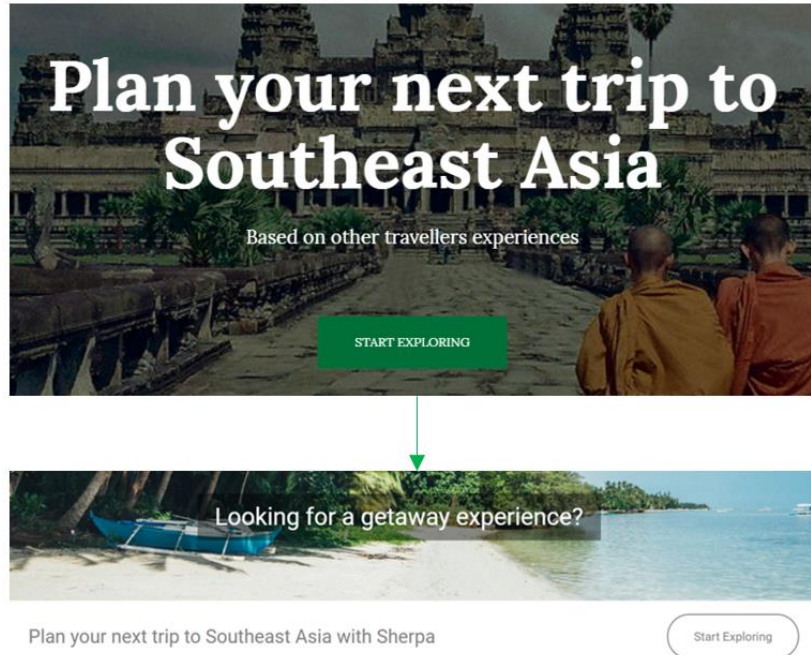 Plan your next trip to
Southeast Asia
Based on other travellers experiences
START EXPLORING
Looking for a getaway experience?
Plan your next trip to Southeast Asia with Sherpa
Start Exploring